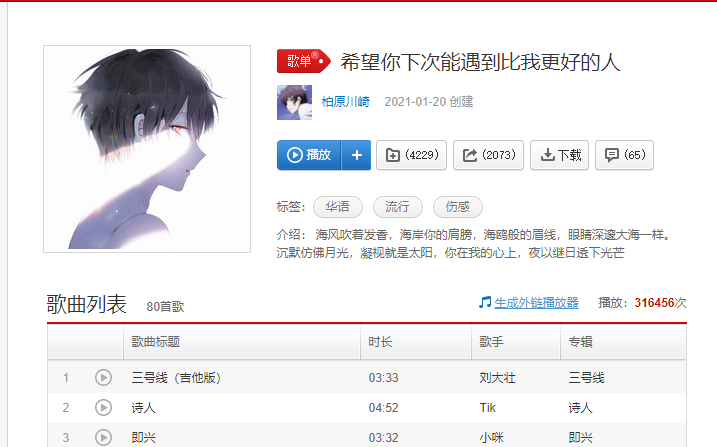 歌单 希望你下次能遇到比我更好的人
柏原川崎 2021-01-20 创建
播放 + (4229) (2073) 下载 (65)
标签： 华语 流行 伤感
介绍： 海风吹着发香，海岸你的肩膀，海鸥般的眉线，眼睛深邃大海一样。
沉默仿佛月光，凝视就是太阳，你在我的心上，夜以继日透下光芒
歌曲列表 80首歌 生成外链播放器 播放：316456次
歌曲标题 时长 歌手 专辑
1 三号线（吉他版） 03:33 刘大壮 三号线
2 诗人 04:52 Tik 诗人
3 即兴 03:32 小咪 即兴